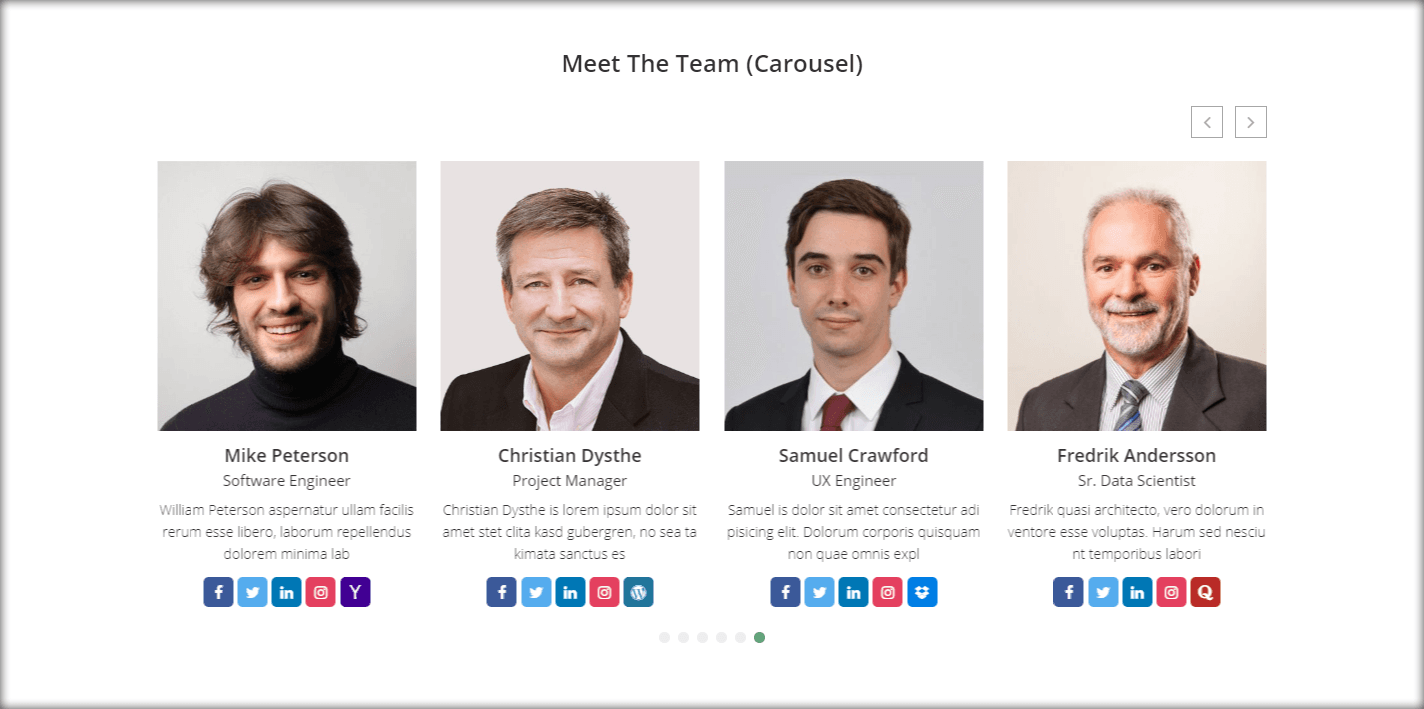 Meet The Team (Carousel)
Mike Peterson
Software Engineer
William Peterson aspernatur ullam facilis
rerum esse libero, laborum repellendus
dolorem minima lab
Christian Dysthe
Project Manager
Christian Dysthe is lorem ipsum dolor sit
amet stet clita kasd gubergren, no sea ta
kimata sanctus es
Samuel Crawford
UX Engineer
Samuel is dolor sit amet consectetur adi
pisicing elit. Dolorum corporis quisquam
non quae omnis expl
Fredrik Andersson
Sr. Data Scientist
Fredrik quasi architecto, vero dolorum in
ventore esse voluptas. Harum sed nesciu
nt temporibus labori